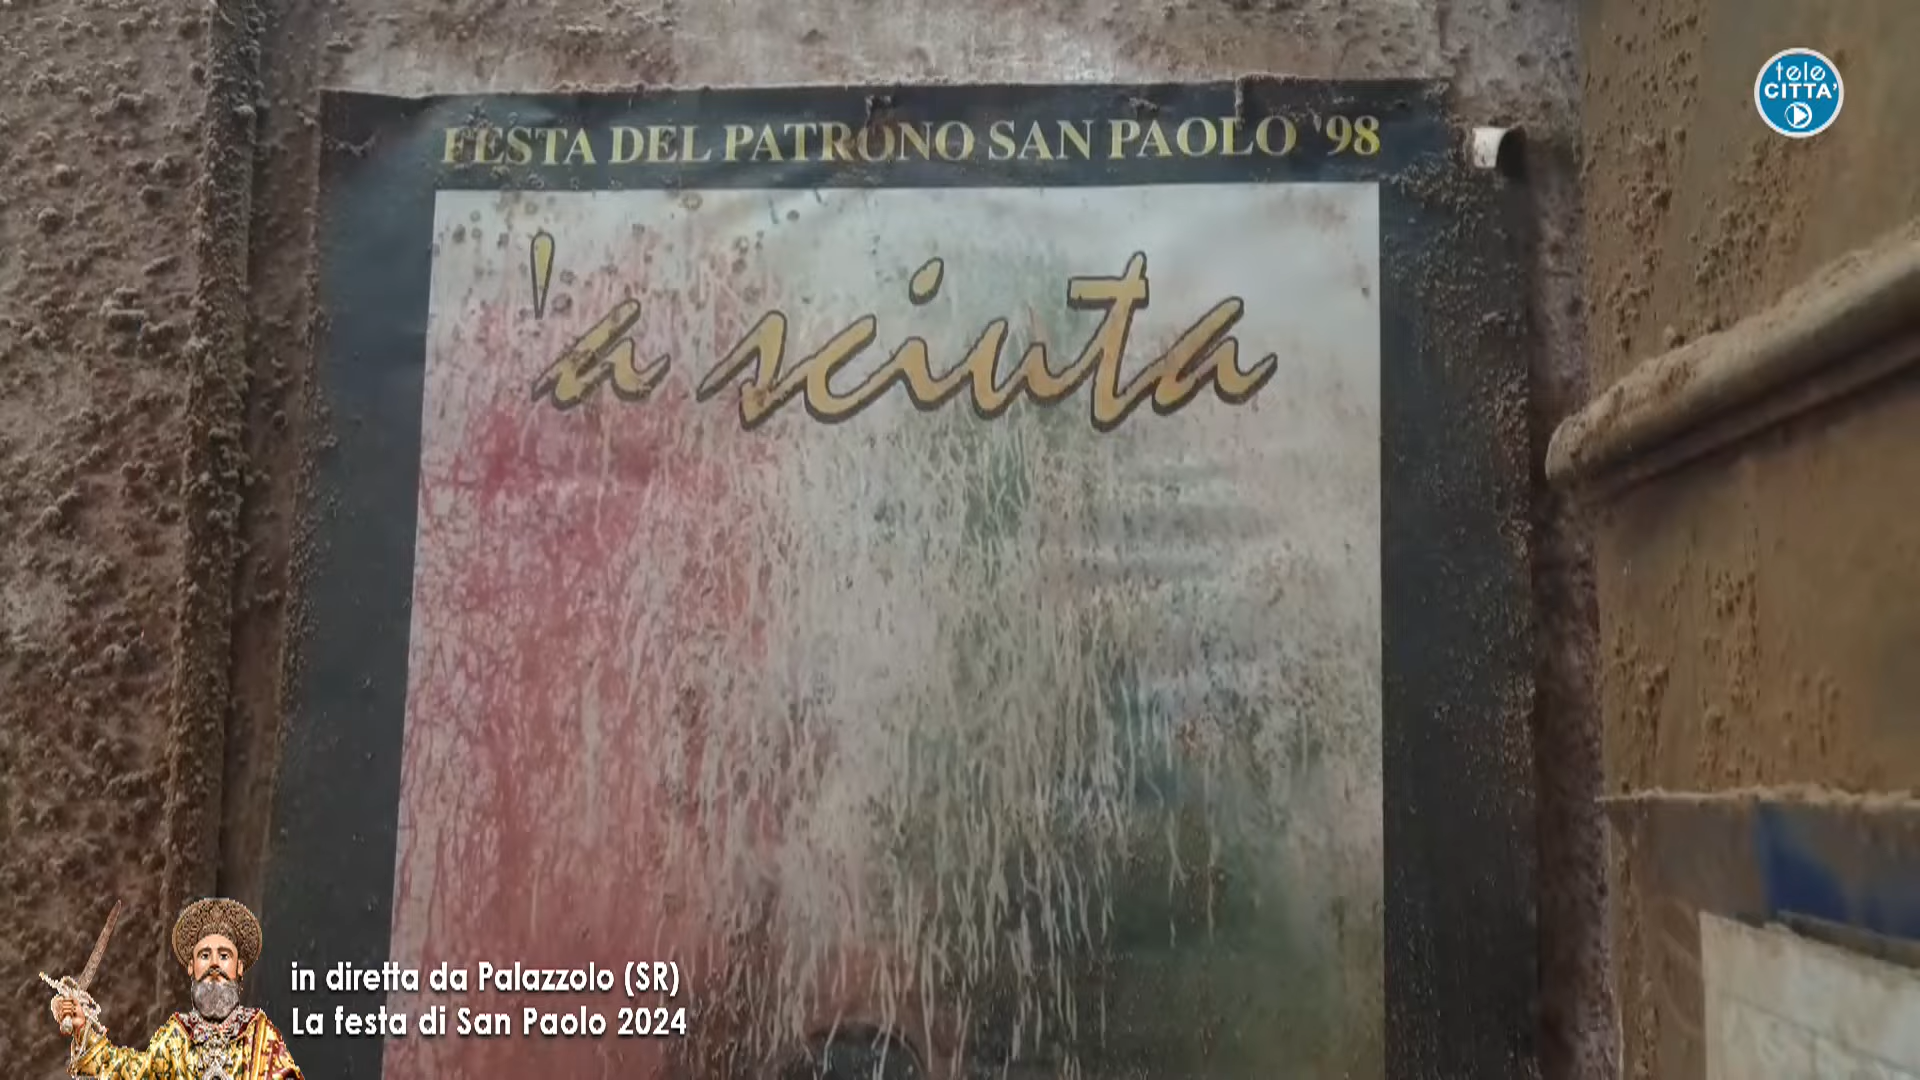 tele
CITTA'
FESTA DEL PATRONO SAN PAOLO '98
'a sciuta
in diretta da Palazzolo (SR)
La festa di San Paolo 2024